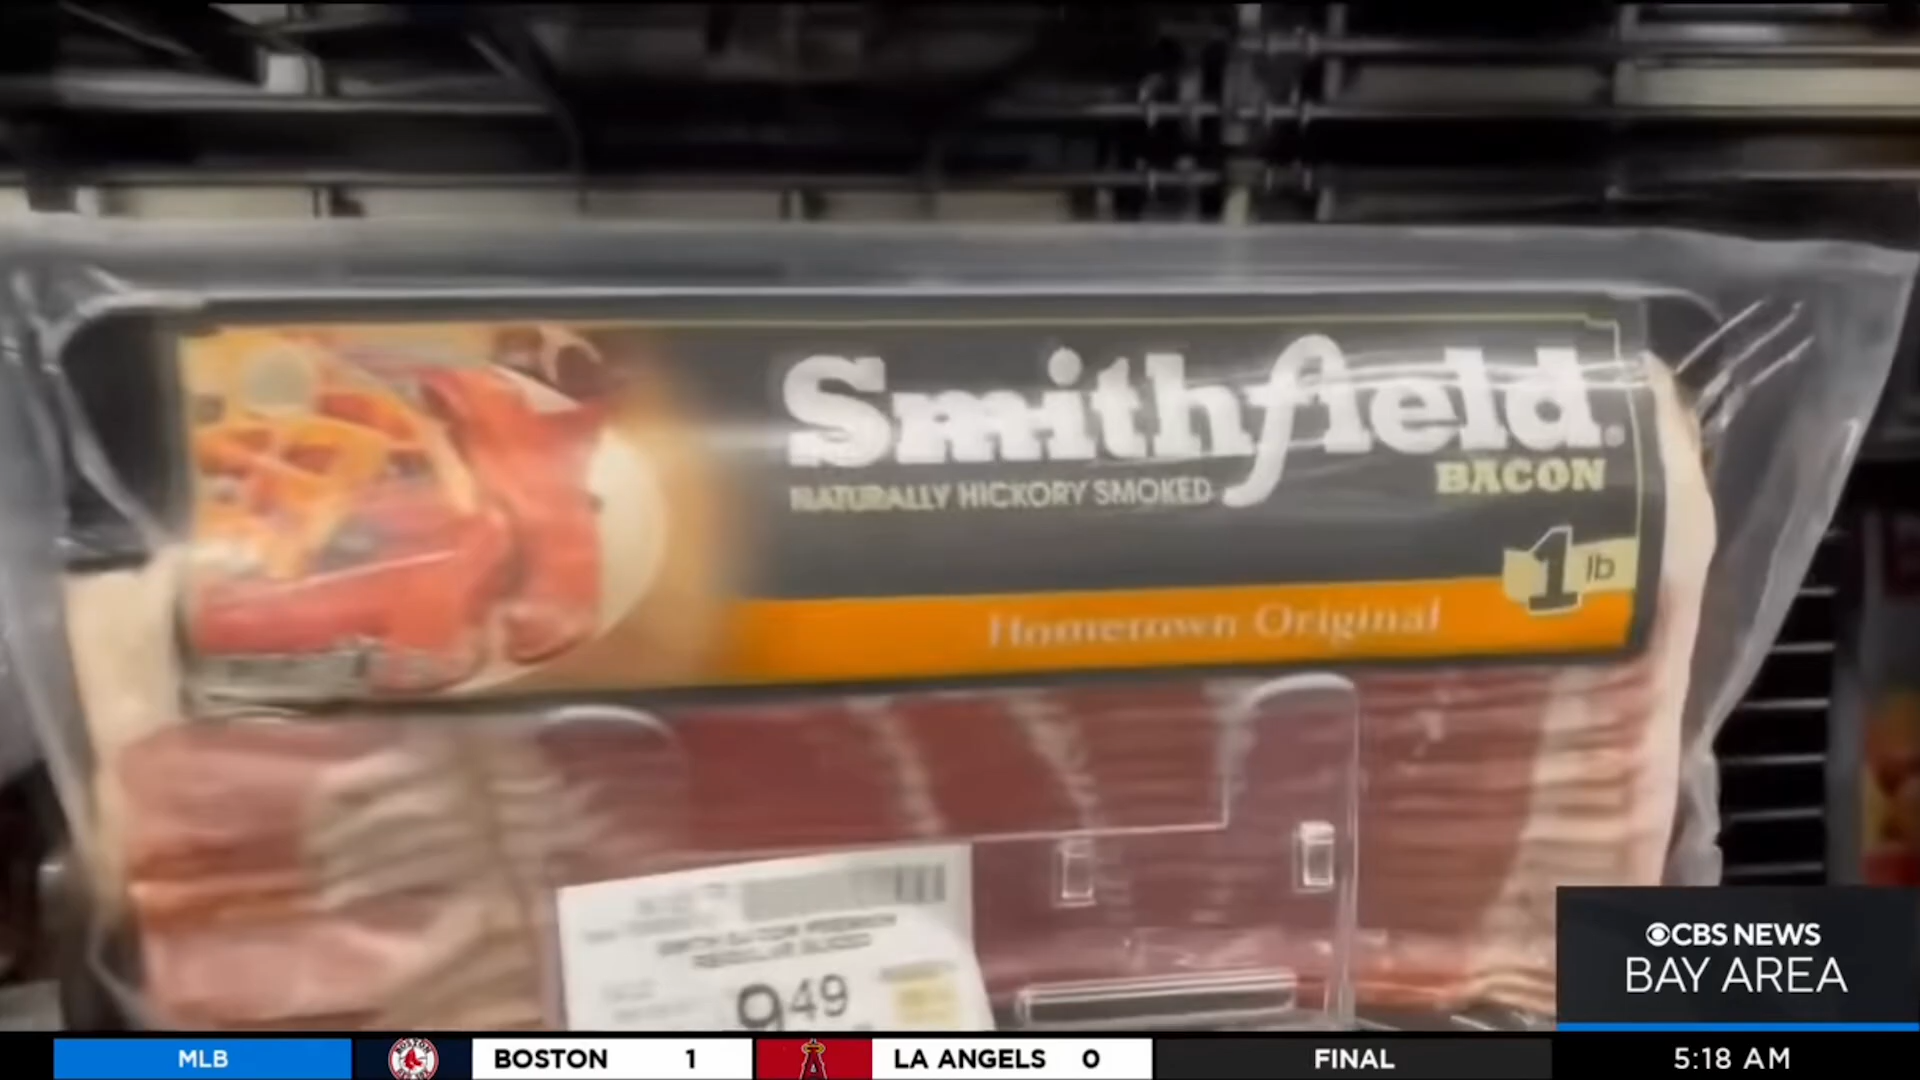 Smithfield.
BACON
NATURALLY HICKORY SMOKED
1 lb
Hometown Original
9.49
CBS NEWS
BAY AREA
MLB BOSTON 1 LA ANGELS 0 FINAL 5:18 AM